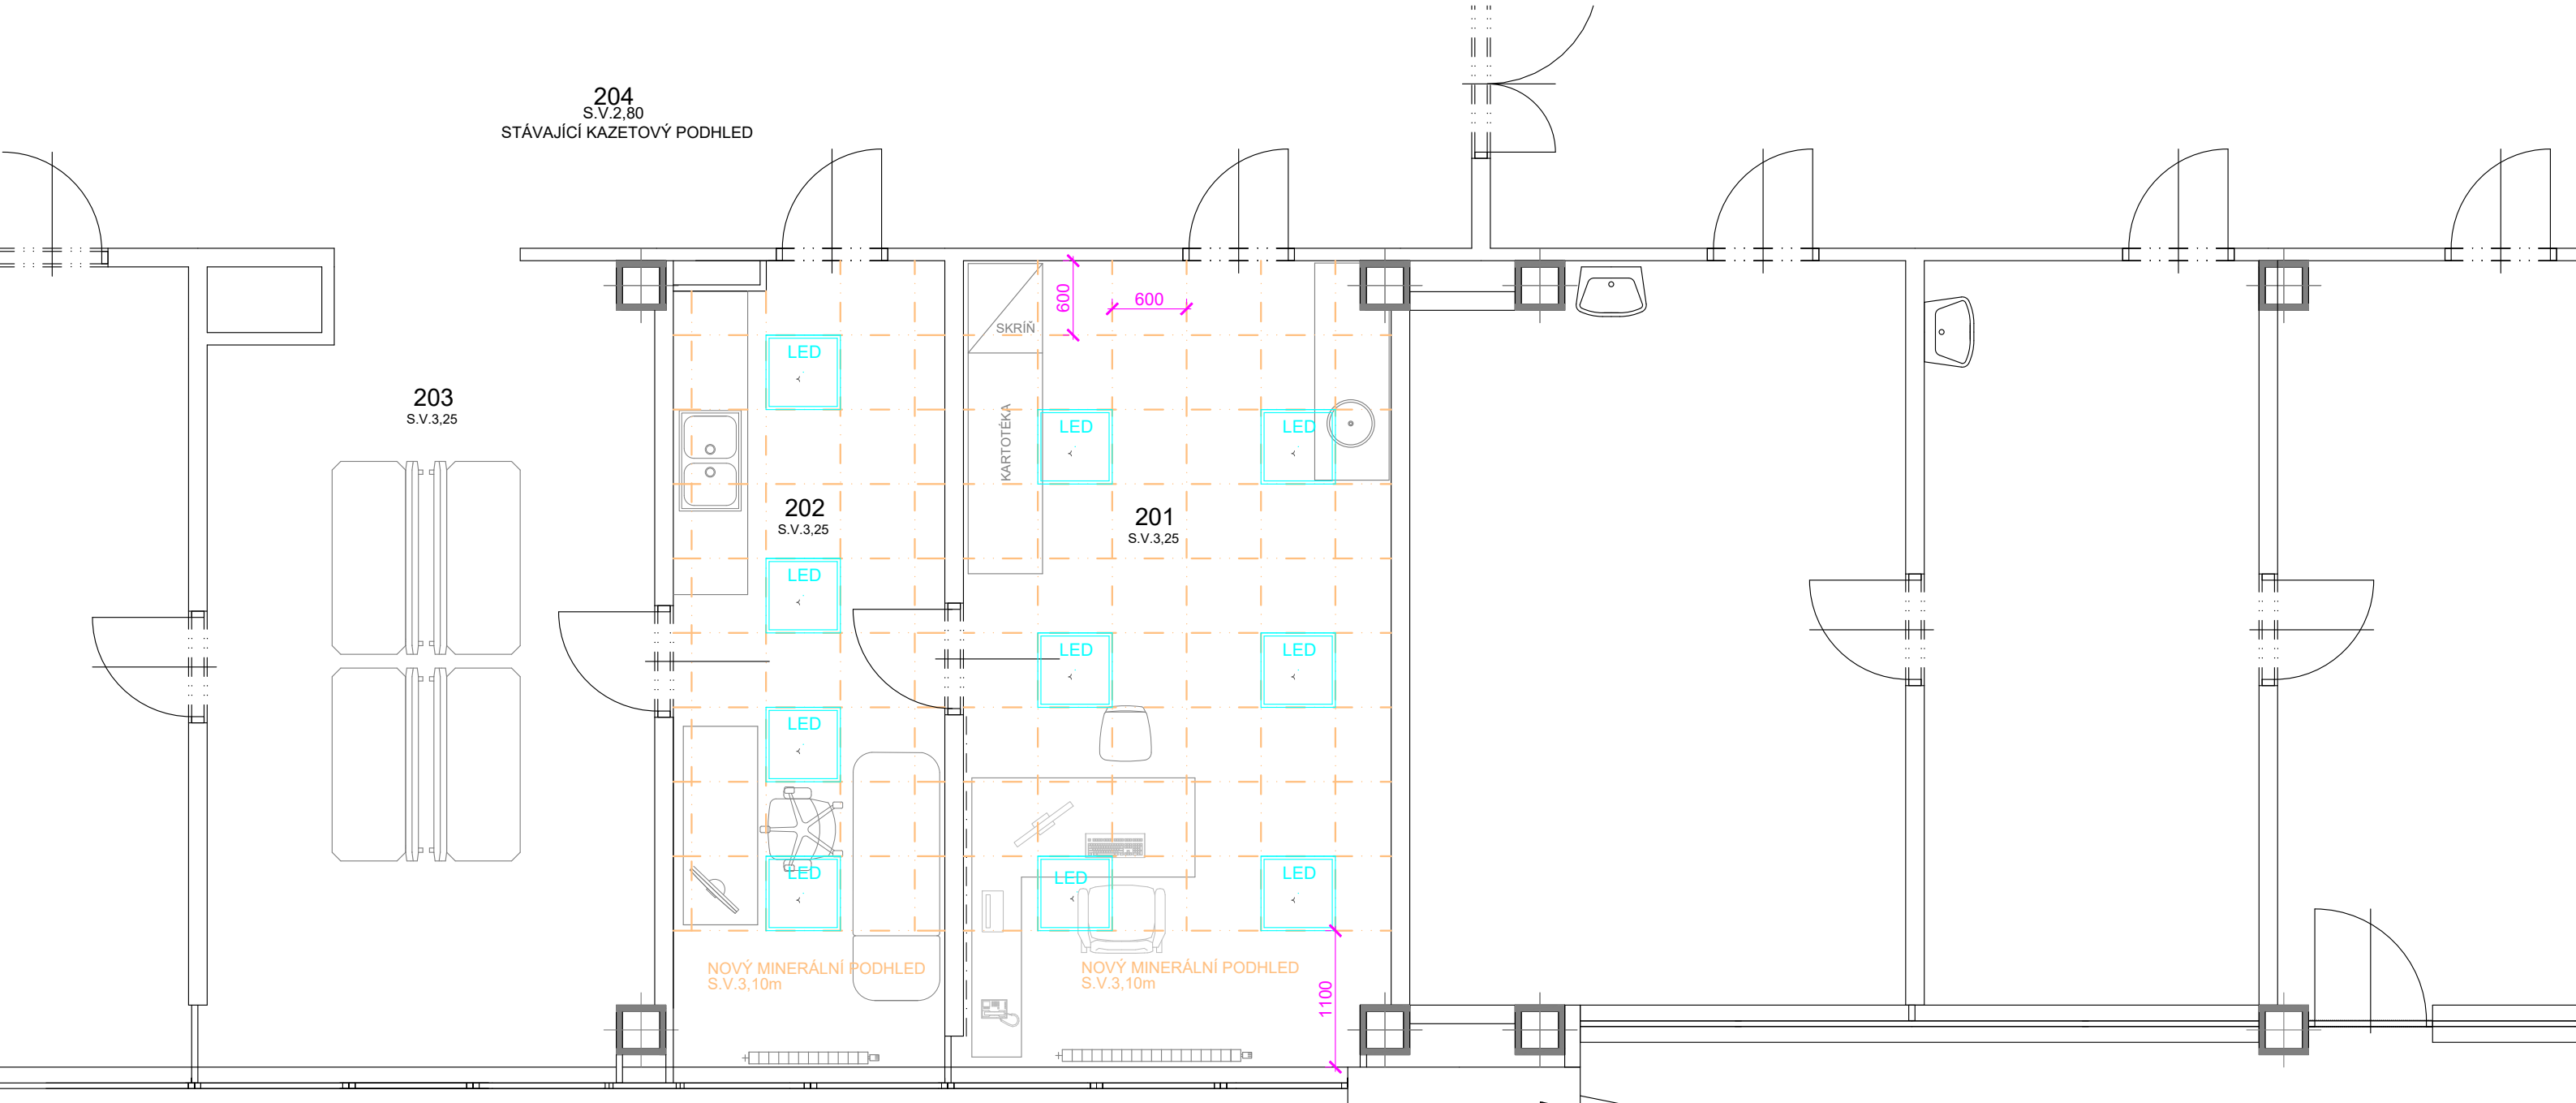 204
S.V.2,80
STÁVAJÍCÍ KAZETOVÝ PODHLED
600
600
SKRÍŇ
LED
203
S.V.3,25
KARTOTÉKA
LED
LED
202
S.V.3,25
201
S.V.3,25
LED
LED
LED
LED
LED
LED
LED
NOVÝ MINERÁLNÍ PODHLED
S.V.3,10m
NOVÝ MINERÁLNÍ PODHLED
S.V.3,10m
1100